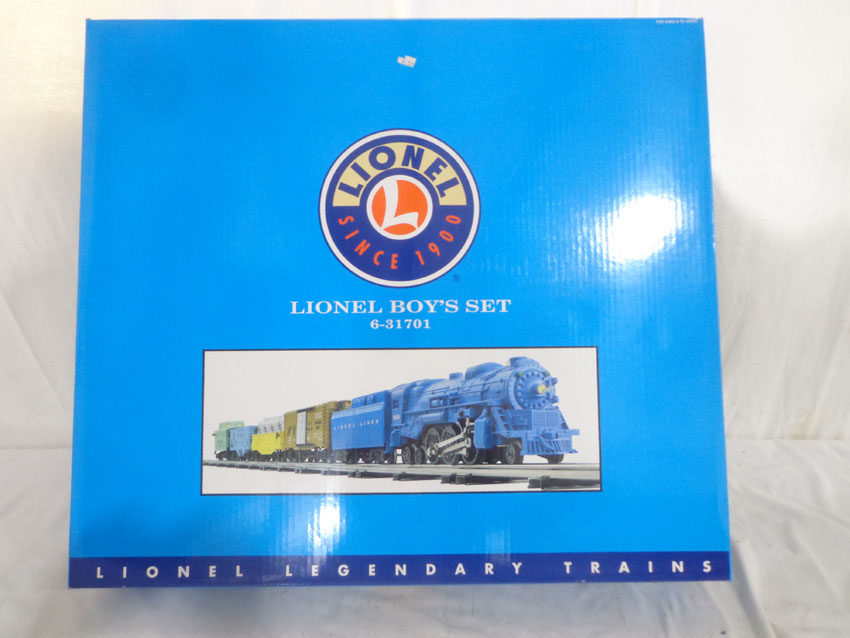 LIONEL
L
SINCE 1900
®
LIONEL BOY'S SET
6-31701
LIONEL LINES
LIONEL LEGENDARY TRAINS